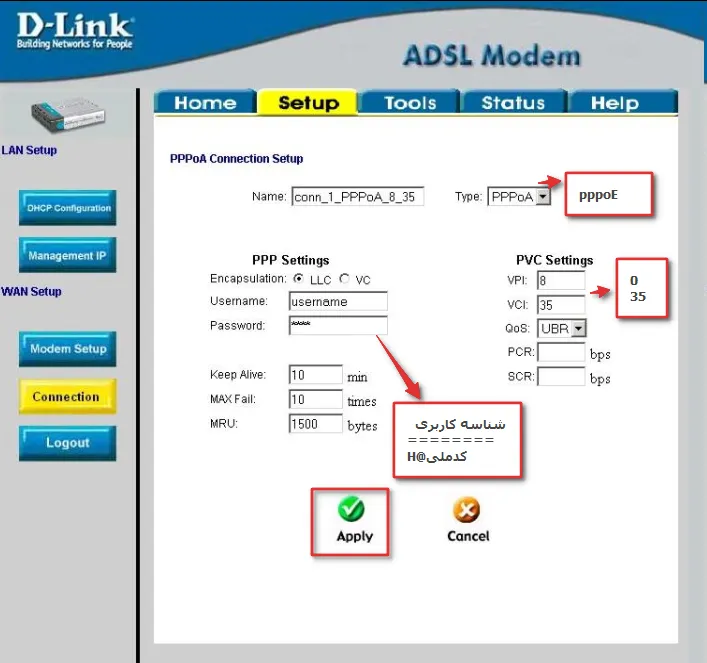 D-Link
Building Networks for People
ADSL Modem
Home Setup Tools Status Help
LAN Setup
DHCP Configuration
Management IP
WAN Setup
Modem Setup
Connection
Logout
PPPoA Connection Setup
Name: conn_1_PPPoA_8_35 Type: PPPoA
pppoE
PPP Settings
Encapsulation: LLC VC
Username: username
Password: ****
Keep Alive: 10 min
MAX Fail: 10 times
MRU: 1500 bytes
PVC Settings
VPI: 8
VCI: 35
QoS: UBR
PCR: bps
SCR: bps
0
35
شناسه کاربری
========
کدملی@H
Apply Cancel